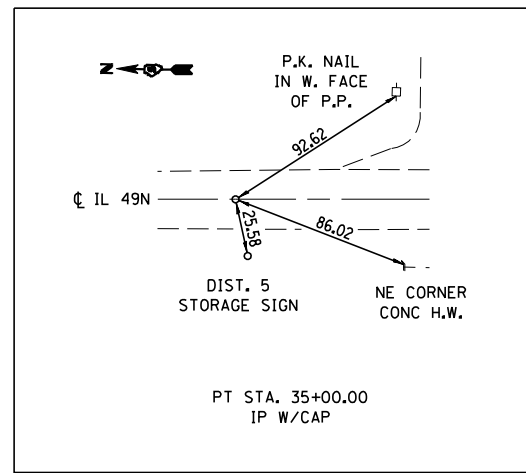 P.K. NAIL
IN W. FACE
OF P.P.
N
92.62
℄ IL 49N
25.58
86.02
DIST. 5
STORAGE SIGN
NE CORNER
CONC H.W.
PT STA. 35+00.00
IP W/CAP